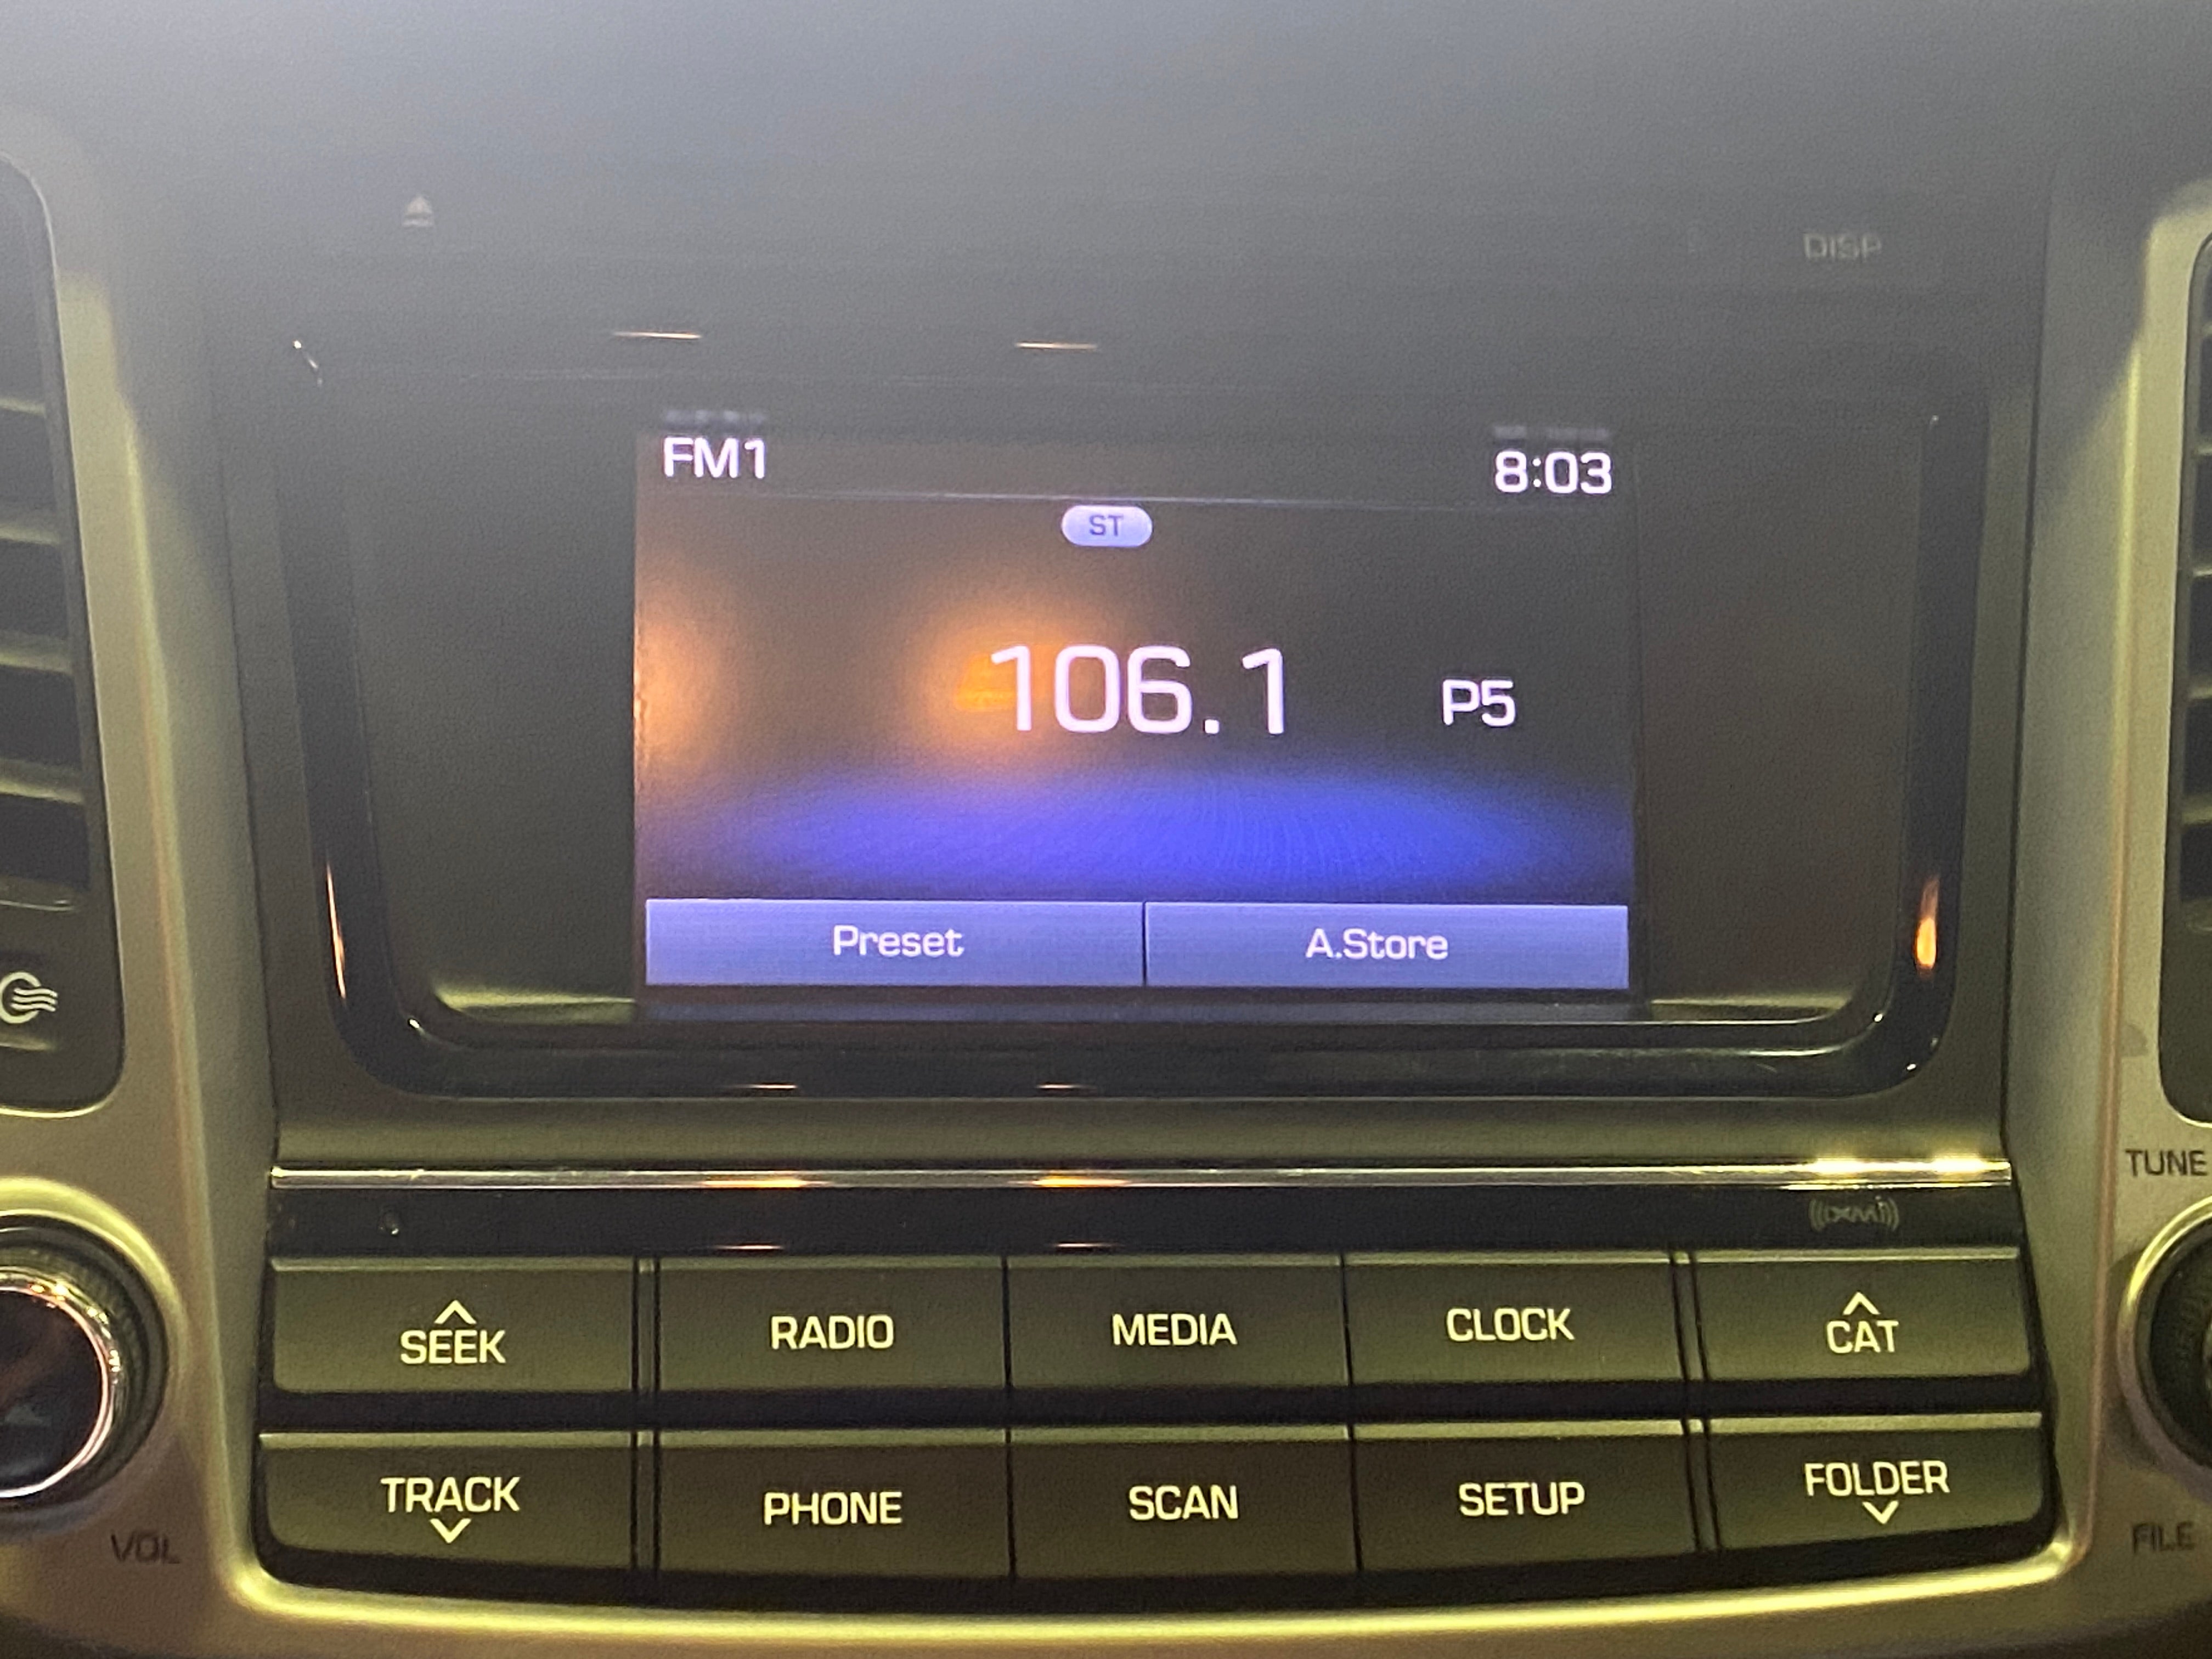 DISP
FM1
8:03
ST
106.1
P5
Preset
A.Store
TUNE
((XM))
SEEK
RADIO
MEDIA
CLOCK
CAT
TRACK
PHONE
SCAN
SETUP
FOLDER
VOL
FILE